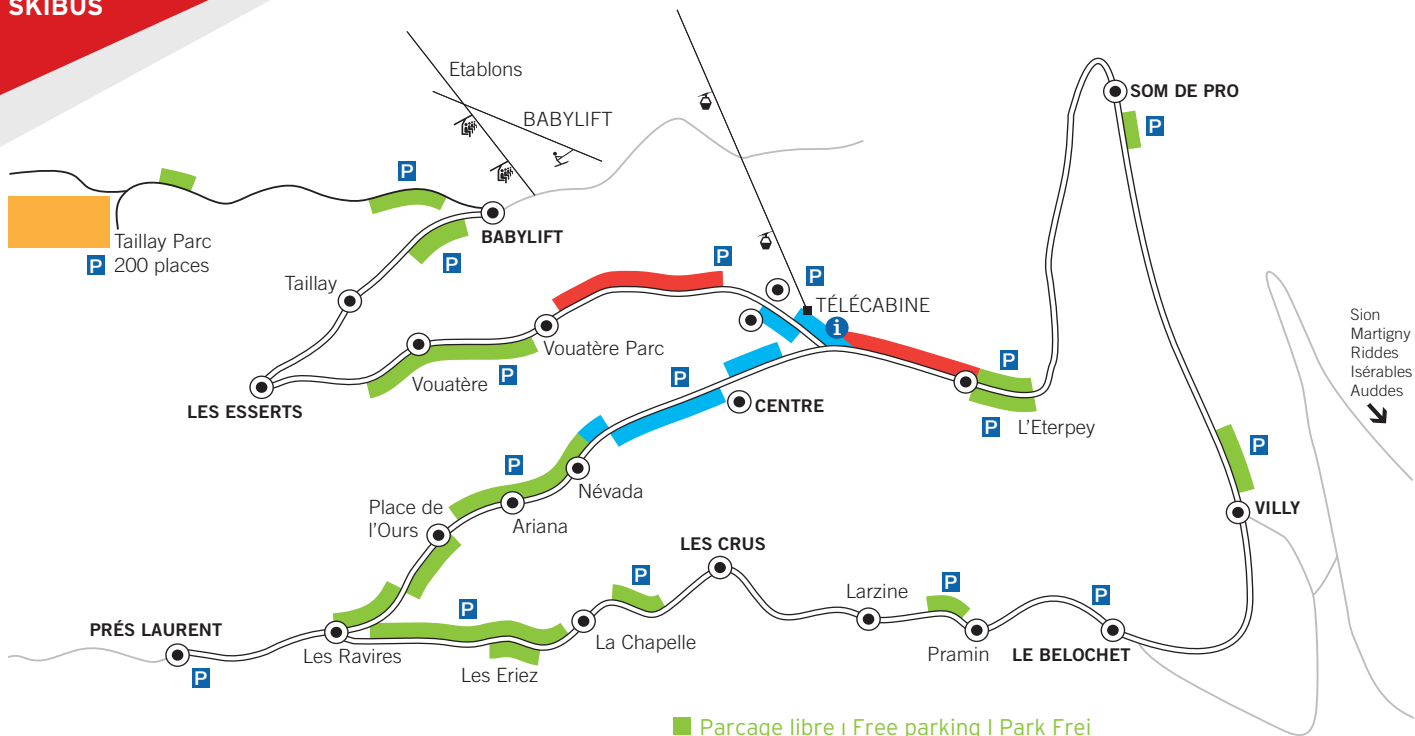 SKIBUS
Etablons
BABYLIFT
SOM DE PRO
P
P
P
BABYLIFT
Taillay Parc
P 200 places
P
Taillay
P
P
TÉLÉCABINE
i
Sion
Martigny
Riddes
Isérables
Auddes
Vouatère Parc
P
Vouatère
P
P
LES ESSERTS
CENTRE
P
L'Eterpey
P
P
Névada
Place de
l'Ours
Ariana
VILLY
LES CRUS
P
Larzine
P
P
P
PRÉS LAURENT
Les Ravires
La Chapelle
Pramin
LE BELOCHET
P
Les Eriez
Parcage libre ı Free parking I Park Frei